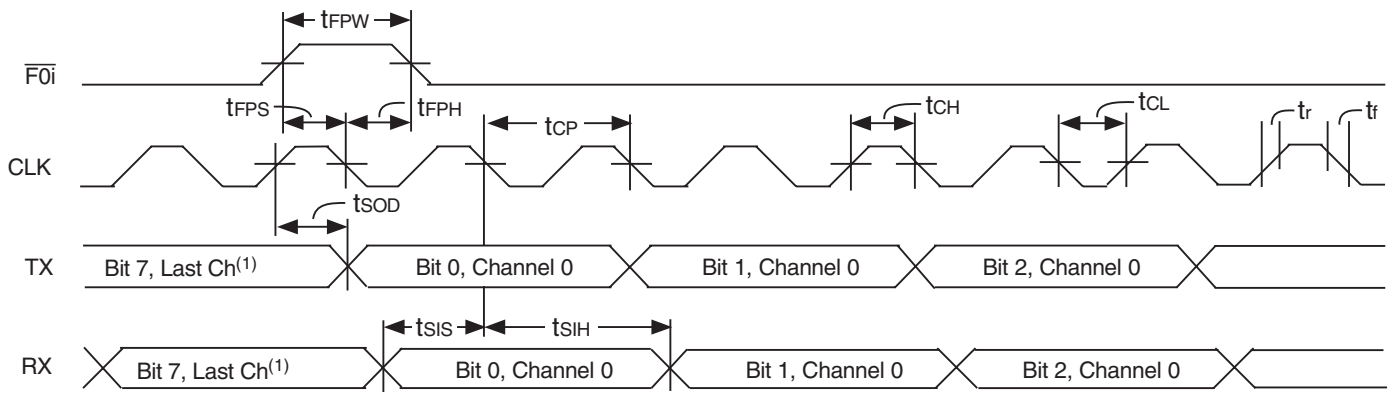 tFPW
F0i
tFPS tFPH
tCP tCH tCL tr tf
CLK
tSOD
TX Bit 7, Last Ch(1) Bit 0, Channel 0 Bit 1, Channel 0 Bit 2, Channel 0
tSIS tSIH
RX Bit 7, Last Ch(1) Bit 0, Channel 0 Bit 1, Channel 0 Bit 2, Channel 0